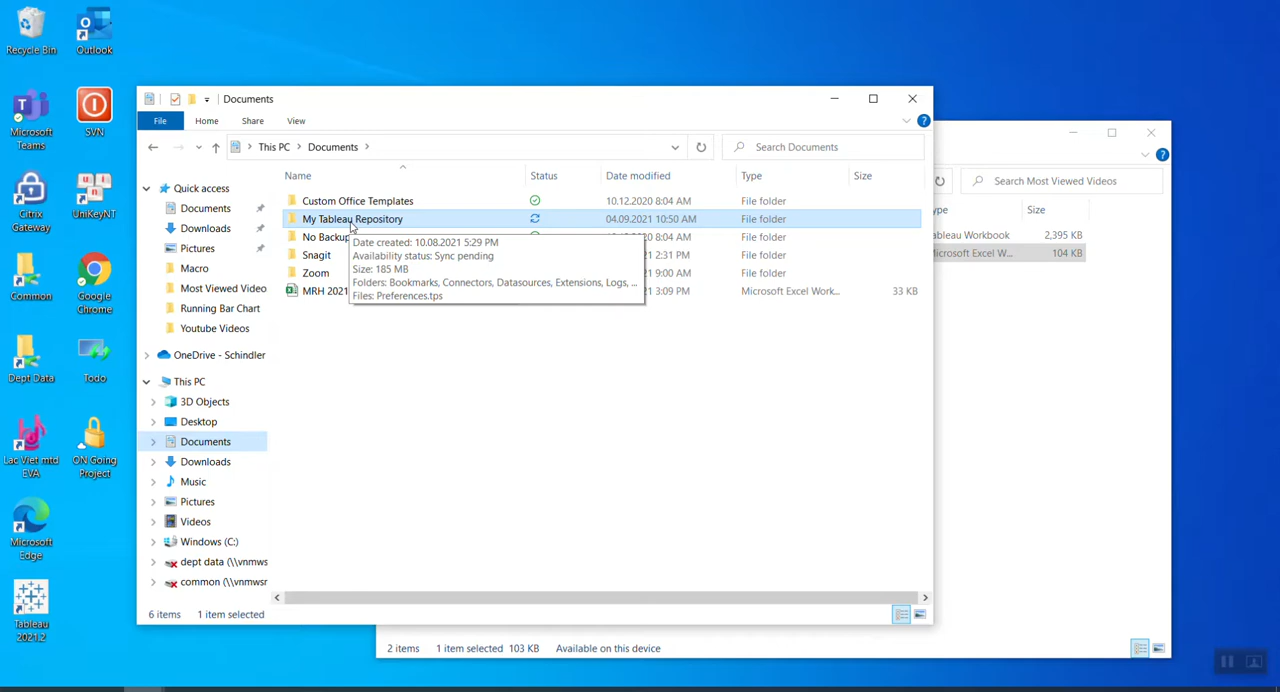 Recycle Bin
Outlook
Microsoft Teams
SVN
Citrix Gateway
UniKeyNT
Common
Google Chrome
Dept Data
Todo
Lac Viet mtd EVA
ON Going Project
Microsoft Edge
Tableau 2021.2
Documents
File Home Share View
This PC > Documents >
Search Documents
Name Status Date modified Type Size
Custom Office Templates 10.12.2020 8:04 AM File folder
My Tableau Repository 04.09.2021 10:50 AM File folder
No Backup 8:04 AM File folder
Snagit 2:31 PM File folder
Zoom 9:00 AM File folder
MRH 2021 3:09 PM Microsoft Excel Work... 33 KB
Date created: 10.08.2021 5:29 PM
Availability status: Sync pending
Size: 185 MB
Folders: Bookmarks, Connectors, Datasources, Extensions, Logs, ...
Files: Preferences.tps
Quick access
Documents
Downloads
Pictures
Macro
Most Viewed Video
Running Bar Chart
Youtube Videos
OneDrive - Schindler
This PC
3D Objects
Desktop
Documents
Downloads
Music
Pictures
Videos
Windows (C:)
dept data (\\vnmws
common (\\vnmwsr
6 items 1 item selected
Search Most Viewed Videos
ype Size
ableau Workbook 2,395 KB
Microsoft Excel W... 104 KB
2 items 1 item selected 103 KB Available on this device